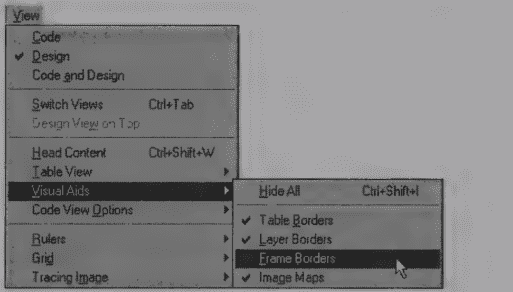 View
Code
✔ Design
Code and Design
Switch Views Ctrl+Tab
Design View on Top
Head Content Ctrl+Shift+W
Table View
Visual Aids
Code View Options
Rulers
Grid
Tracing Image
Hide All Ctrl+Shift+I
✔ Table Borders
✔ Layer Borders
Frame Borders
✔ Image Maps